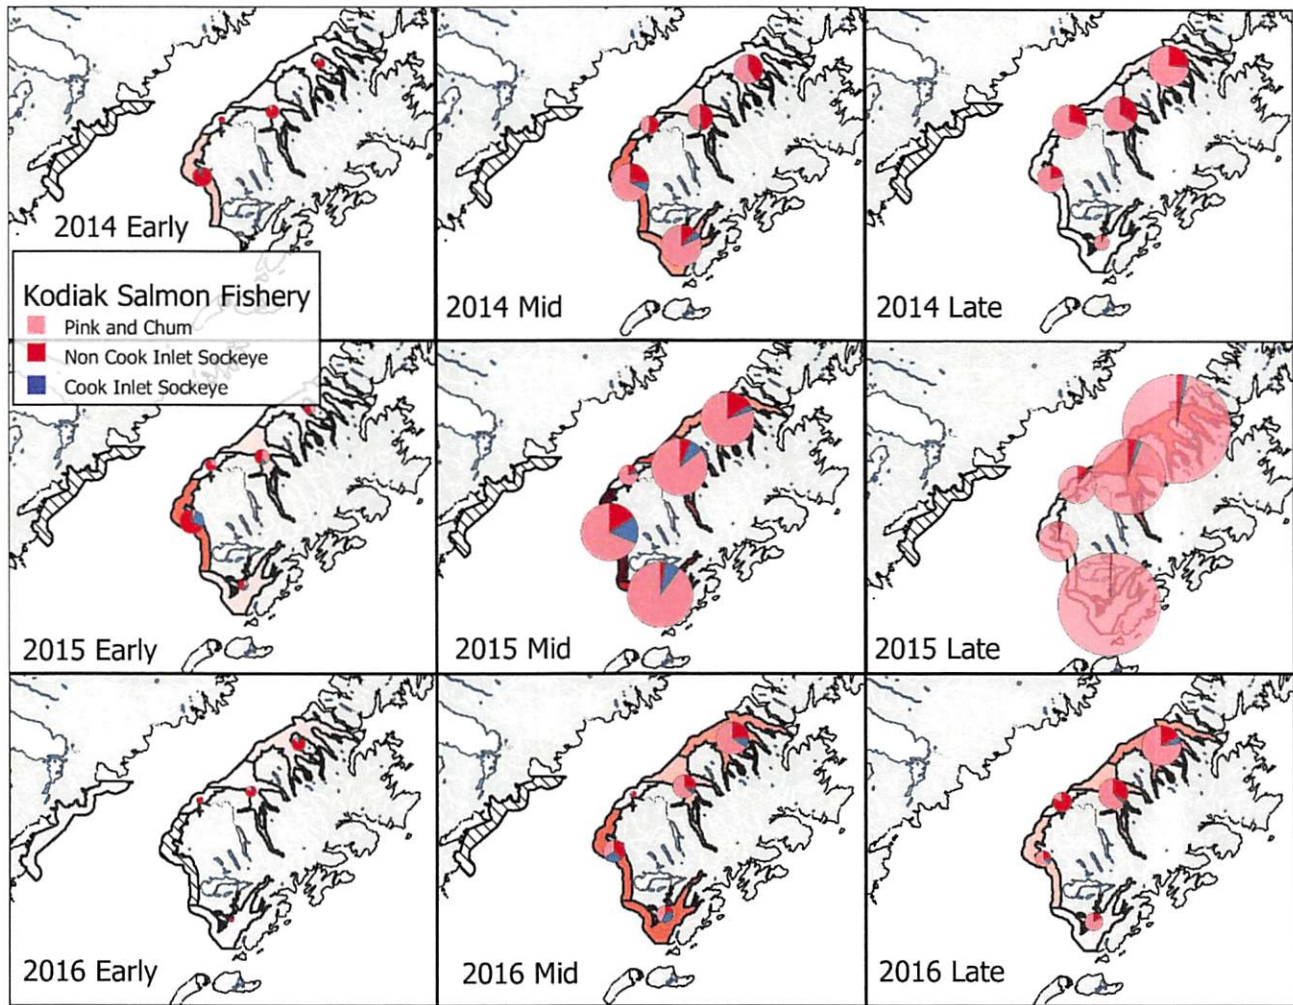 2014 Early
2014 Mid
2014 Late
Kodiak Salmon Fishery
Pink and Chum
Non Cook Inlet Sockeye
Cook Inlet Sockeye
2015 Early
2015 Mid
2015 Late
2016 Early
2016 Mid
2016 Late